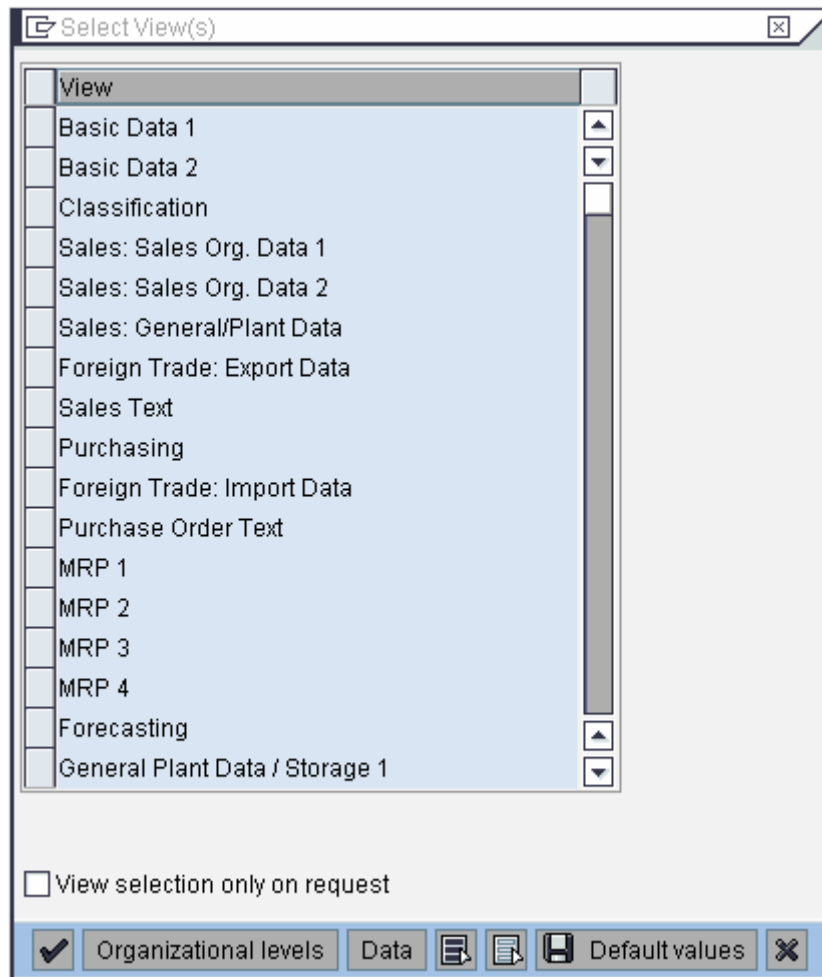 Select View(s)
View
Basic Data 1
Basic Data 2
Classification
Sales: Sales Org. Data 1
Sales: Sales Org. Data 2
Sales: General/Plant Data
Foreign Trade: Export Data
Sales Text
Purchasing
Foreign Trade: Import Data
Purchase Order Text
MRP 1
MRP 2
MRP 3
MRP 4
Forecasting
General Plant Data / Storage 1
View selection only on request
Organizational levels Data Default values